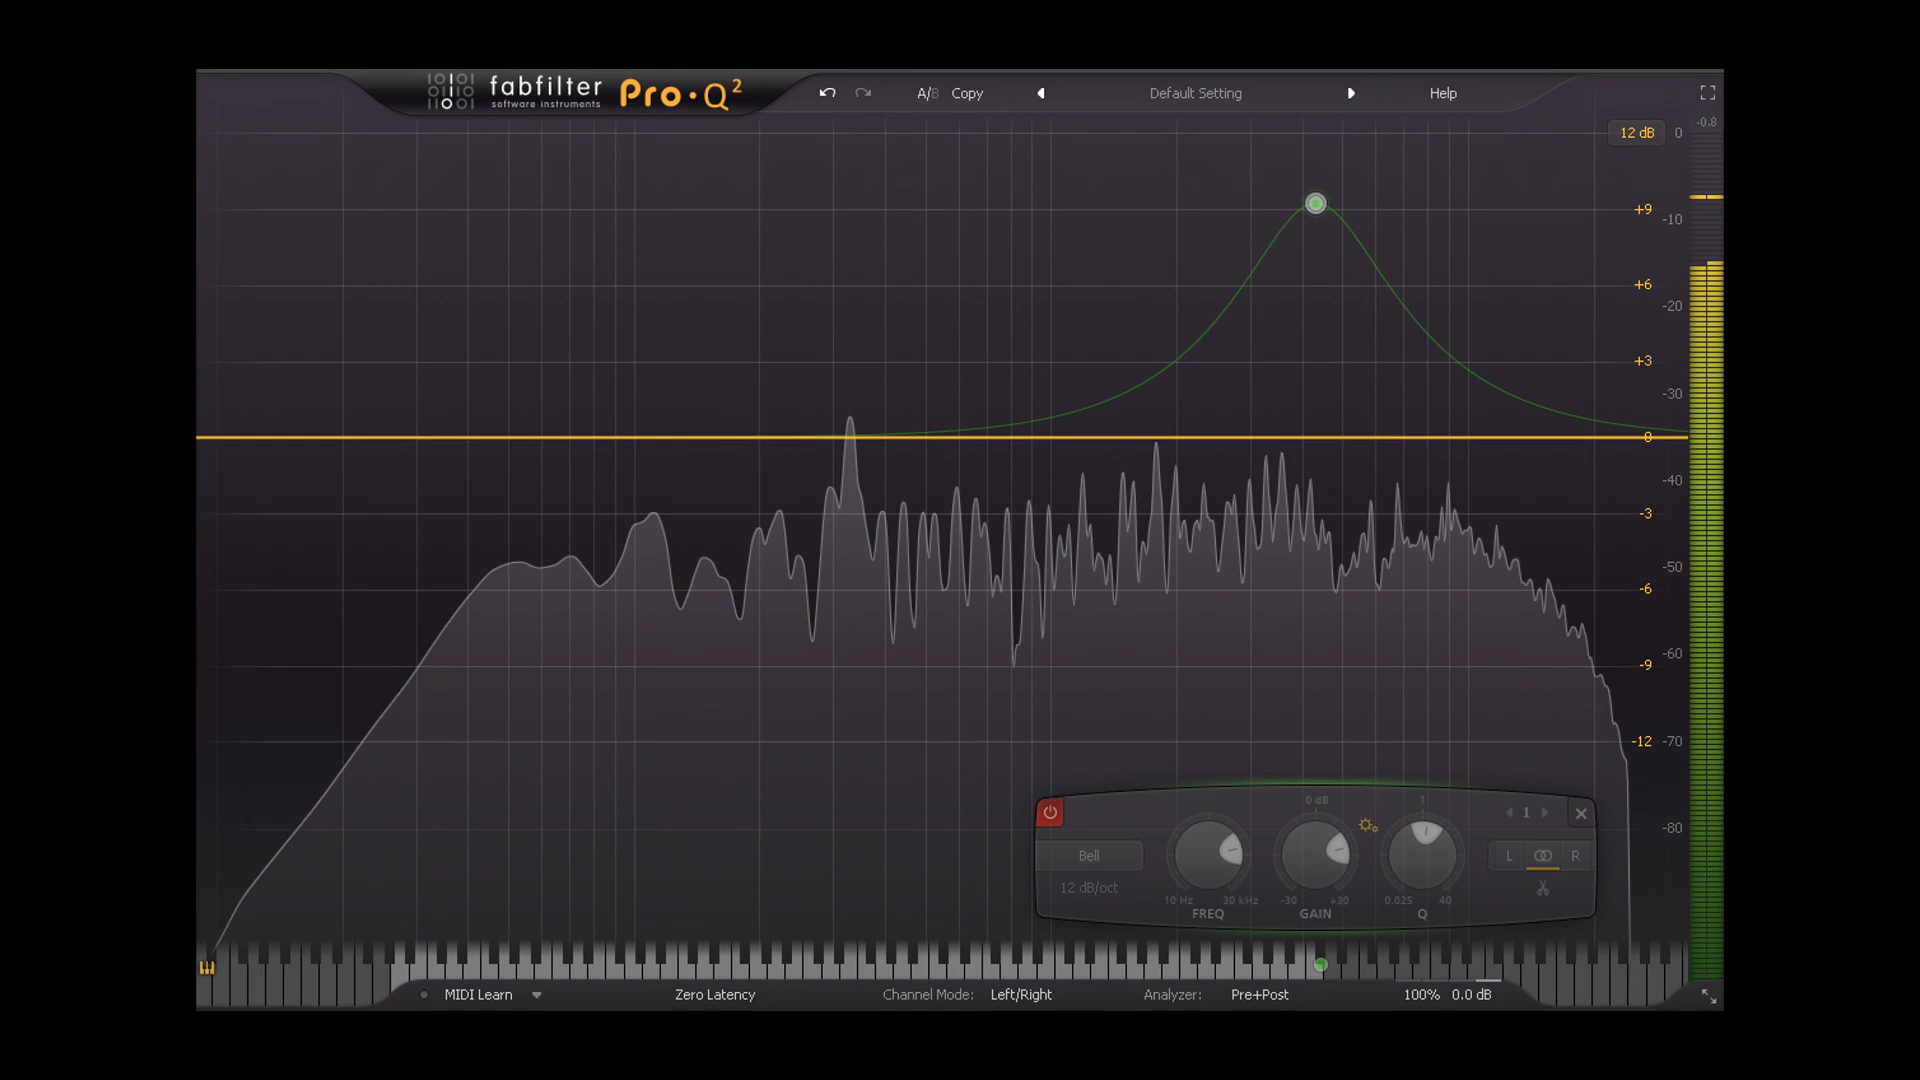 fabfilter
software instruments
Pro·Q²
A/B Copy
Default Setting
Help
-0.8
12 dB 0
+9 -10
+6 -20
+3 -30
0
-40
-3
-50
-6
-60
-9
-12 -70
-80
0 dB 1
1
Bell
L R
12 dB/oct
10 Hz 30 kHz -30 +30 0.025 40
FREQ GAIN Q
MIDI Learn
Zero Latency
Channel Mode: Left/Right
Analyzer: Pre+Post
100% 0.0 dB